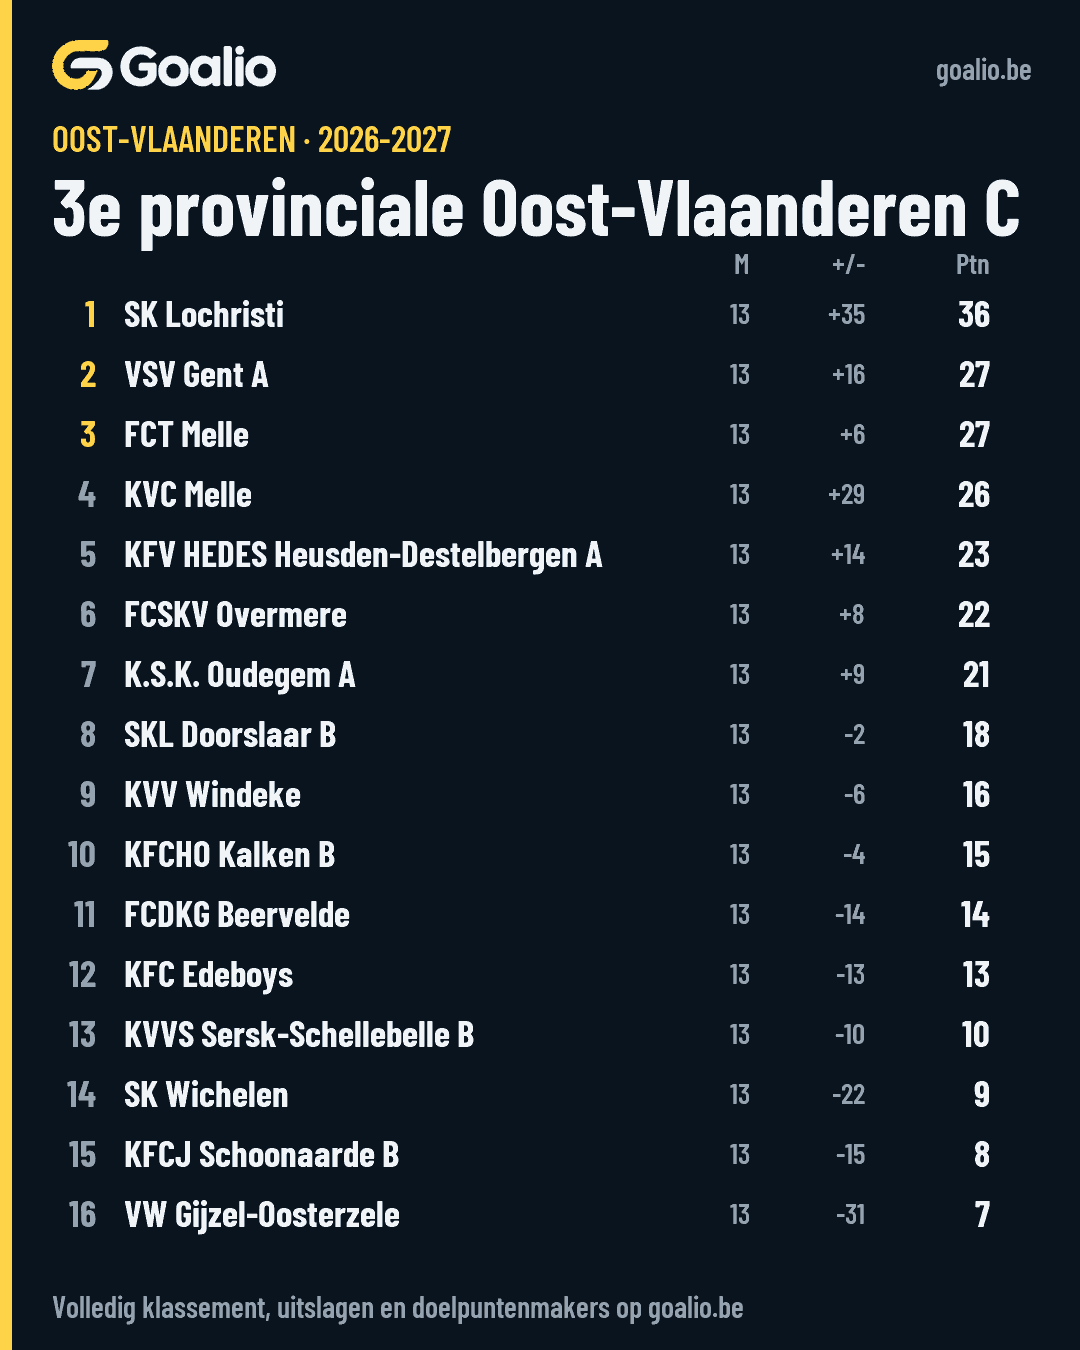 Goalio goalio.be
OOST-VLAANDEREN · 2026-2027
3e provinciale Oost-Vlaanderen C
M +/- Ptn
1 SK Lochristi 13 +35 36
2 VSV Gent A 13 +16 27
3 FCT Melle 13 +6 27
4 KVC Melle 13 +29 26
5 KFV HEDES Heusden-Destelbergen A 13 +14 23
6 FCSKV Overmere 13 +8 22
7 K.S.K. Oudegem A 13 +9 21
8 SKL Doorslaar B 13 -2 18
9 KVV Windeke 13 -6 16
10 KFCHO Kalken B 13 -4 15
11 FCDKG Beervelde 13 -14 14
12 KFC Edeboys 13 -13 13
13 KVVS Sersk-Schellebelle B 13 -10 10
14 SK Wichelen 13 -22 9
15 KFCJ Schoonaarde B 13 -15 8
16 VW Gijzel-Oosterzele 13 -31 7
Volledig klassement, uitslagen en doelpuntenmakers op goalio.be